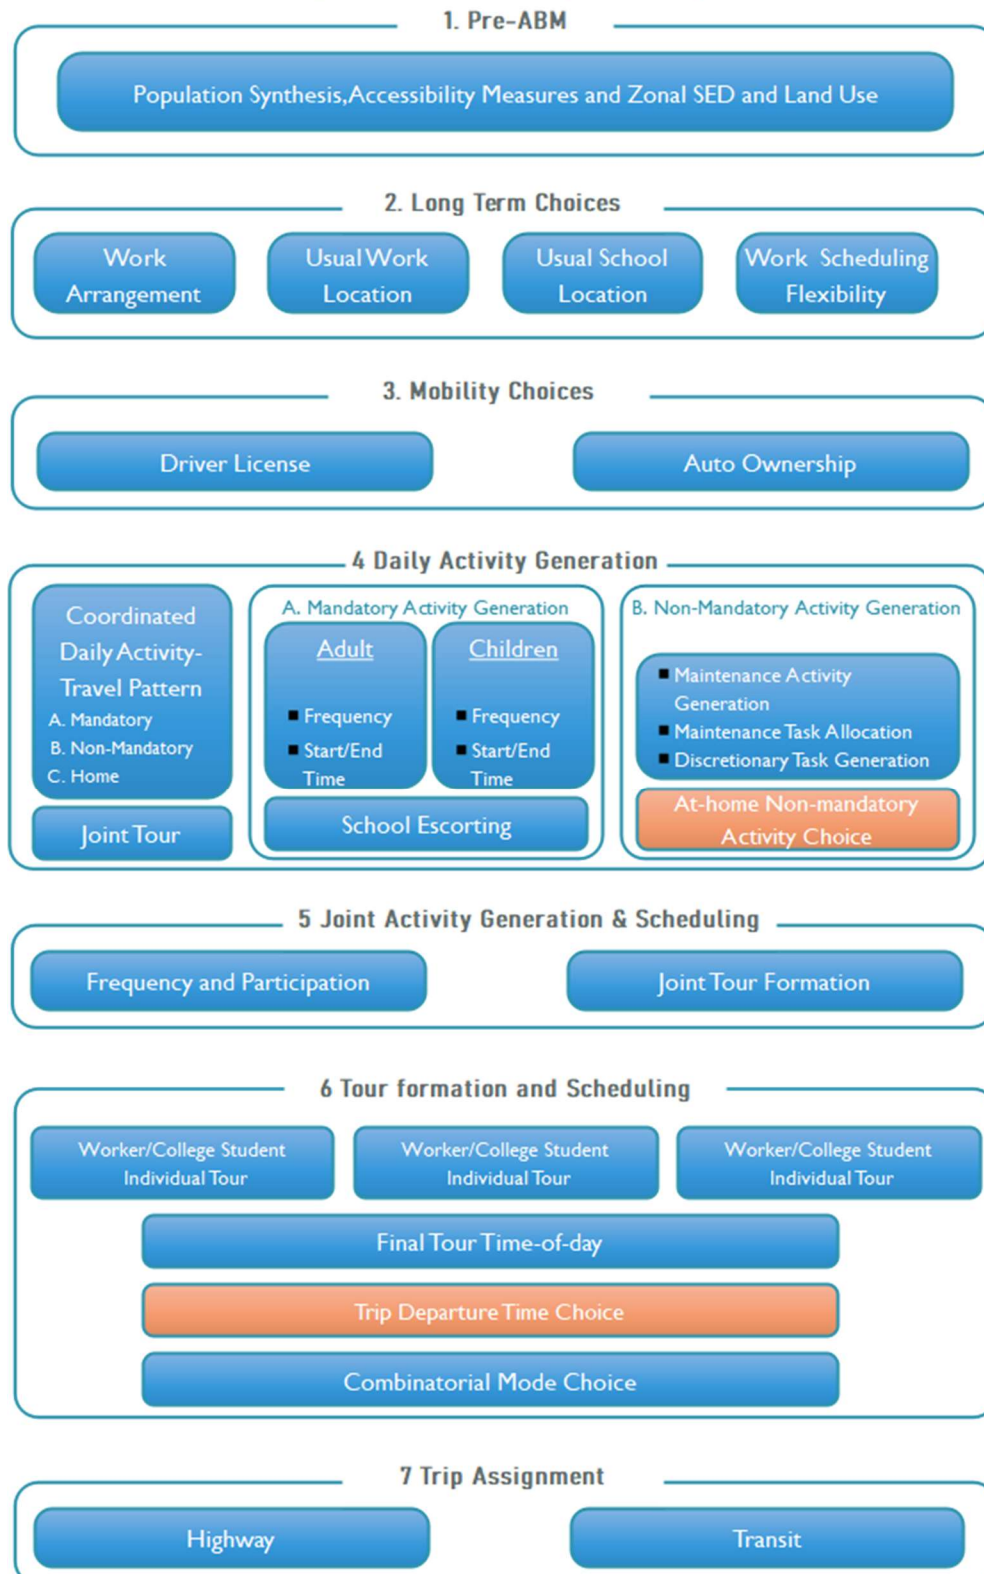 1. Pre-ABM
Population Synthesis, Accessibility Measures and Zonal SED and Land Use
2. Long Term Choices
Work
Arrangement
Usual Work
Location
Usual School
Location
Work Scheduling
Flexibility
3. Mobility Choices
Driver License
Auto Ownership
4 Daily Activity Generation
Coordinated
Daily Activity-
Travel Pattern
A. Mandatory
B. Non-Mandatory
C. Home
Joint Tour
A. Mandatory Activity Generation
Adult
■ Frequency
■ Start/End
Time
Children
■ Frequency
■ Start/End
Time
School Escorting
B. Non-Mandatory Activity Generation
■ Maintenance Activity
Generation
■ Maintenance Task Allocation
■ Discretionary Task Generation
At-home Non-mandatory
Activity Choice
5 Joint Activity Generation & Scheduling
Frequency and Participation
Joint Tour Formation
6 Tour formation and Scheduling
Worker/College Student
Individual Tour
Worker/College Student
Individual Tour
Worker/College Student
Individual Tour
Final Tour Time-of-day
Trip Departure Time Choice
Combinatorial Mode Choice
7 Trip Assignment
Highway
Transit